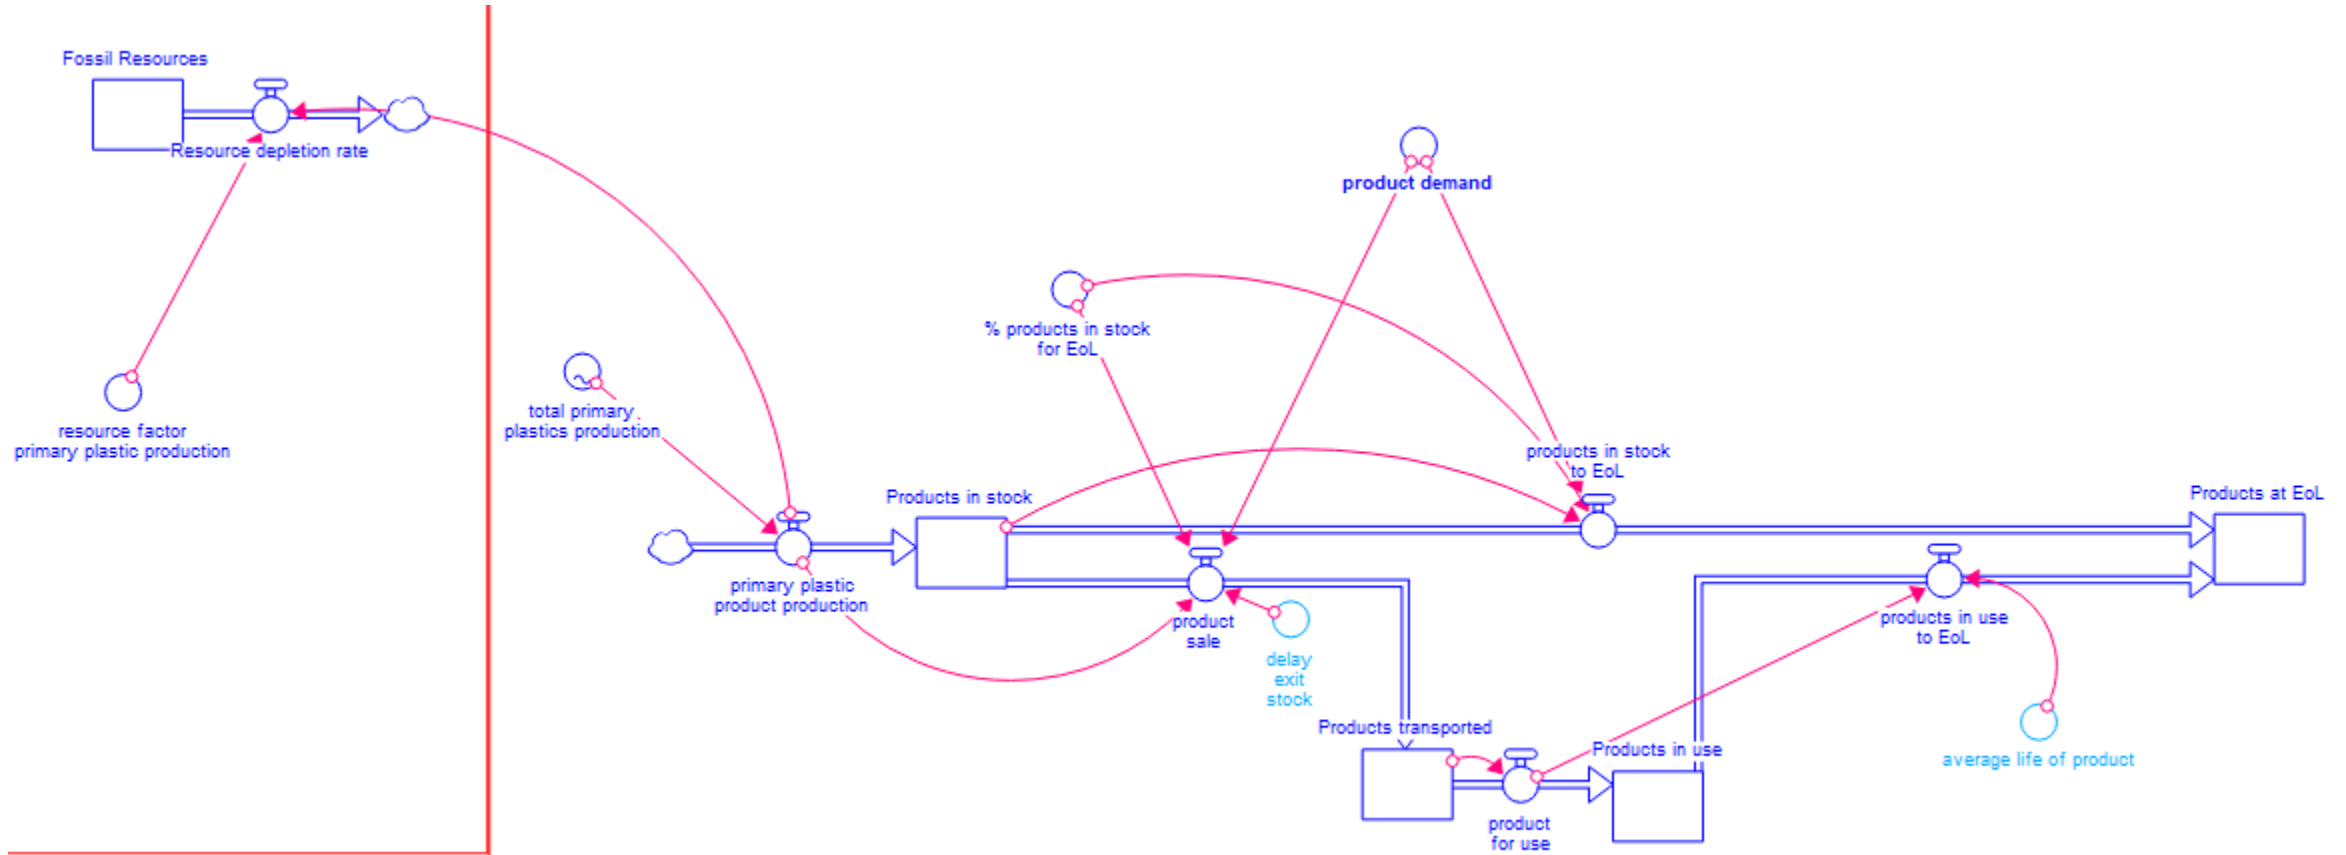 Fossil Resources
Resource depletion rate
product demand
% products in stock
for EoL
total primary
plastics production
resource factor
primary plastic production
products in stock
to EoL
Products in stock
Products at EoL
primary plastic
product production
product
sale
products in use
to EoL
delay
exit
stock
Products transported
Products in use
average life of product
product
for use